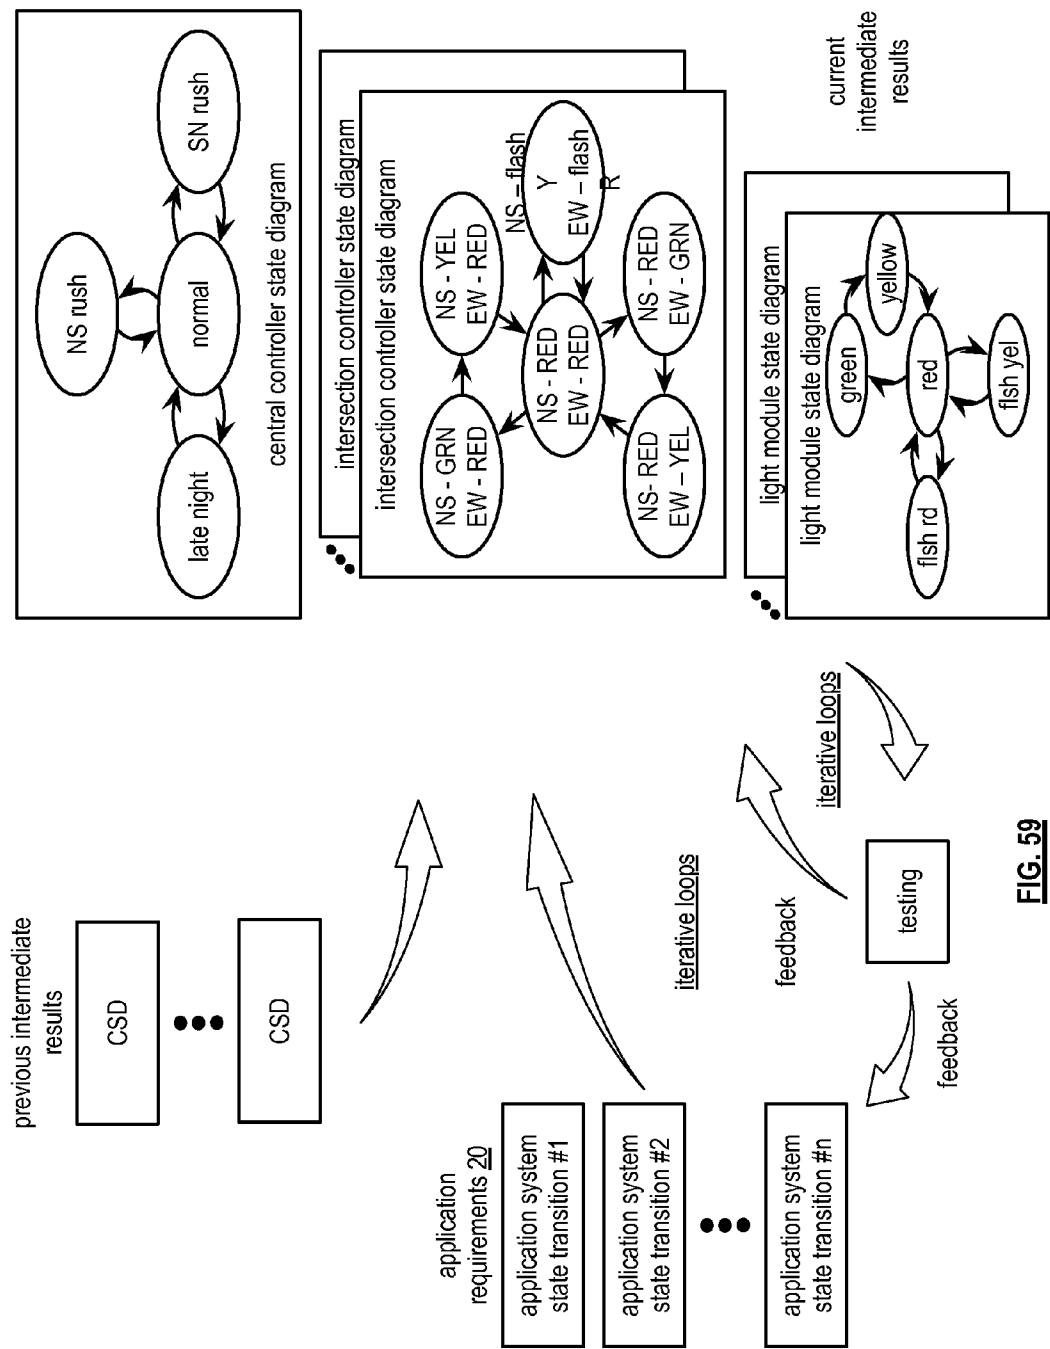 previous intermediate
results
CSD
CSD
application
requirements 20
application system
state transition #1
application system
state transition #2
application system
state transition #n
iterative loops
feedback
testing
feedback
iterative loops
NS rush
late night
normal
SN rush
central controller state diagram
intersection controller state diagram
intersection controller state diagram
NS - GRN
EW - RED
NS - YEL
EW - RED
NS - RED
EW - RED
NS – flash
Y
EW – flash
R
NS- RED
EW – YEL
NS - RED
EW - GRN
light module state diagram
light module state diagram
green
yellow
flsh rd
red
flsh yel
current
intermediate
results
FIG. 59